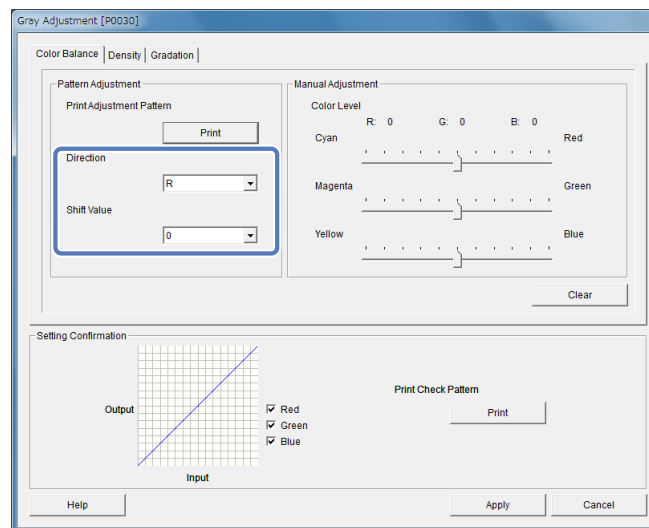 Gray Adjustment [P0030]
Color Balance Density Gradation
Pattern Adjustment
Print Adjustment Pattern
Print
Direction
R
Shift Value
0
Manual Adjustment
Color Level
R: 0 G: 0 B: 0
Cyan Red
Magenta Green
Yellow Blue
Clear
Setting Confirmation
Output
Input
Red
Green
Blue
Print Check Pattern
Print
Help Apply Cancel